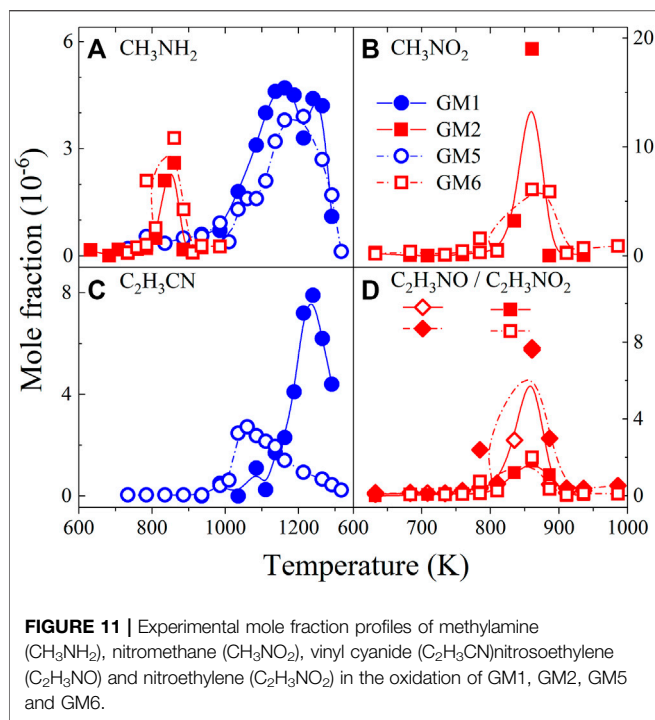 A CH₃NH₂
B CH₃NO₂
6
3
0
20
10
0
GM1
GM2
GM5
GM6
C C₂H₃CN
D C₂H₃NO / C₂H₃NO₂
8
4
0
8
4
0
Mole fraction (10⁻⁶)
600 800 1000 1200 600 700 800 900 1000
Temperature (K)
FIGURE 11 | Experimental mole fraction profiles of methylamine
(CH₃NH₂), nitromethane (CH₃NO₂), vinyl cyanide (C₂H₃CN)nitrosoethylene
(C₂H₃NO) and nitroethylene (C₂H₃NO₂) in the oxidation of GM1, GM2, GM5
and GM6.